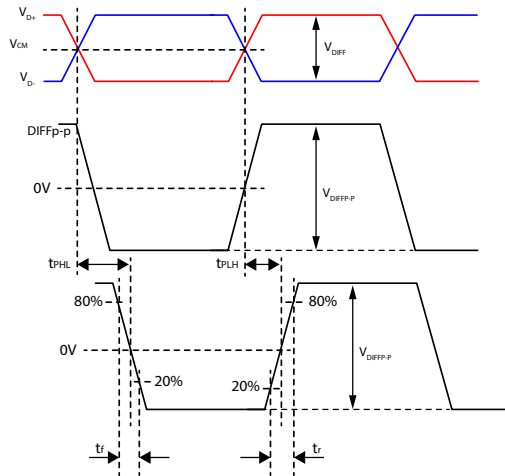 VD+
VCM
VDIFF
VD-
DIFFp-p
0V
VDIFFP-P
tPHL
tPLH
80%
80%
0V
VDIFFP-P
20%
20%
tf
tr